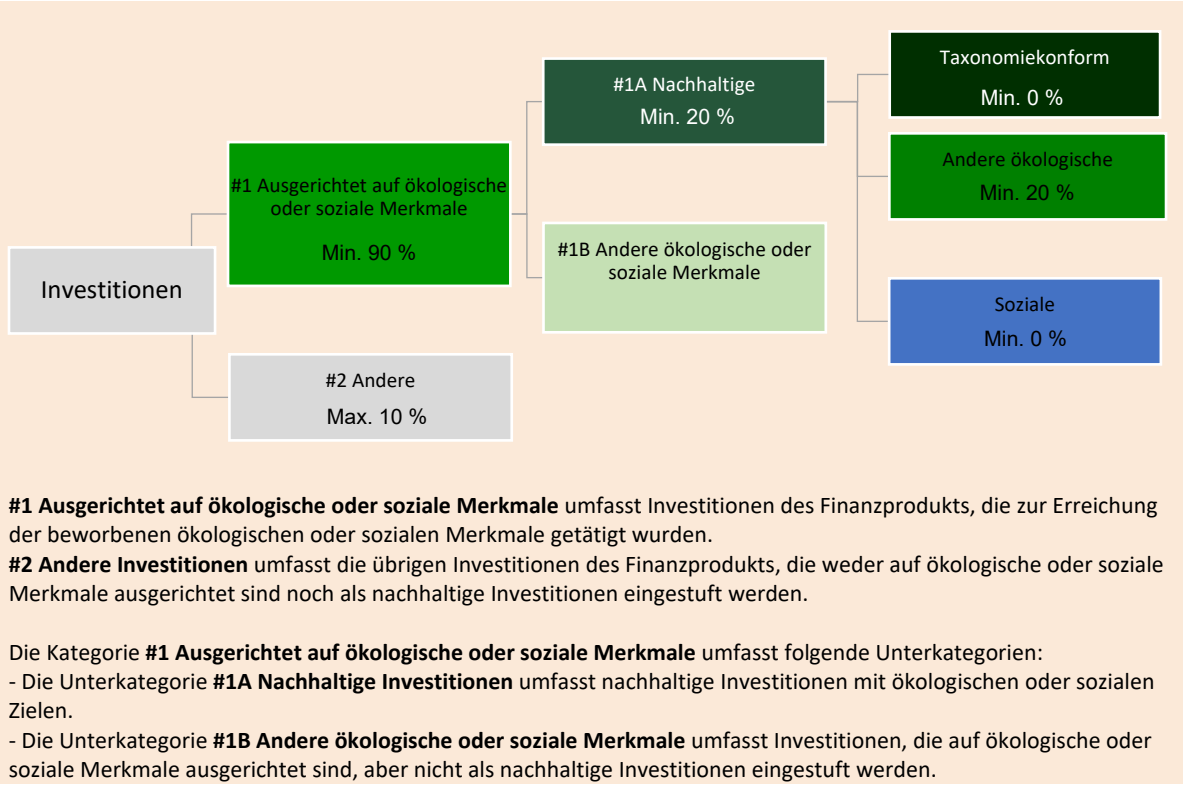 Investitionen
#1 Ausgerichtet auf ökologische
oder soziale Merkmale
Min. 90 %
#2 Andere
Max. 10 %
#1A Nachhaltige
Min. 20 %
#1B Andere ökologische oder
soziale Merkmale
Taxonomiekonform
Min. 0 %
Andere ökologische
Min. 20 %
Soziale
Min. 0 %
#1 Ausgerichtet auf ökologische oder soziale Merkmale umfasst Investitionen des Finanzprodukts, die zur Erreichung
der beworbenen ökologischen oder sozialen Merkmale getätigt wurden.
#2 Andere Investitionen umfasst die übrigen Investitionen des Finanzprodukts, die weder auf ökologische oder soziale
Merkmale ausgerichtet sind noch als nachhaltige Investitionen eingestuft werden.
Die Kategorie #1 Ausgerichtet auf ökologische oder soziale Merkmale umfasst folgende Unterkategorien:
- Die Unterkategorie #1A Nachhaltige Investitionen umfasst nachhaltige Investitionen mit ökologischen oder sozialen
Zielen.
- Die Unterkategorie #1B Andere ökologische oder soziale Merkmale umfasst Investitionen, die auf ökologische oder
soziale Merkmale ausgerichtet sind, aber nicht als nachhaltige Investitionen eingestuft werden.